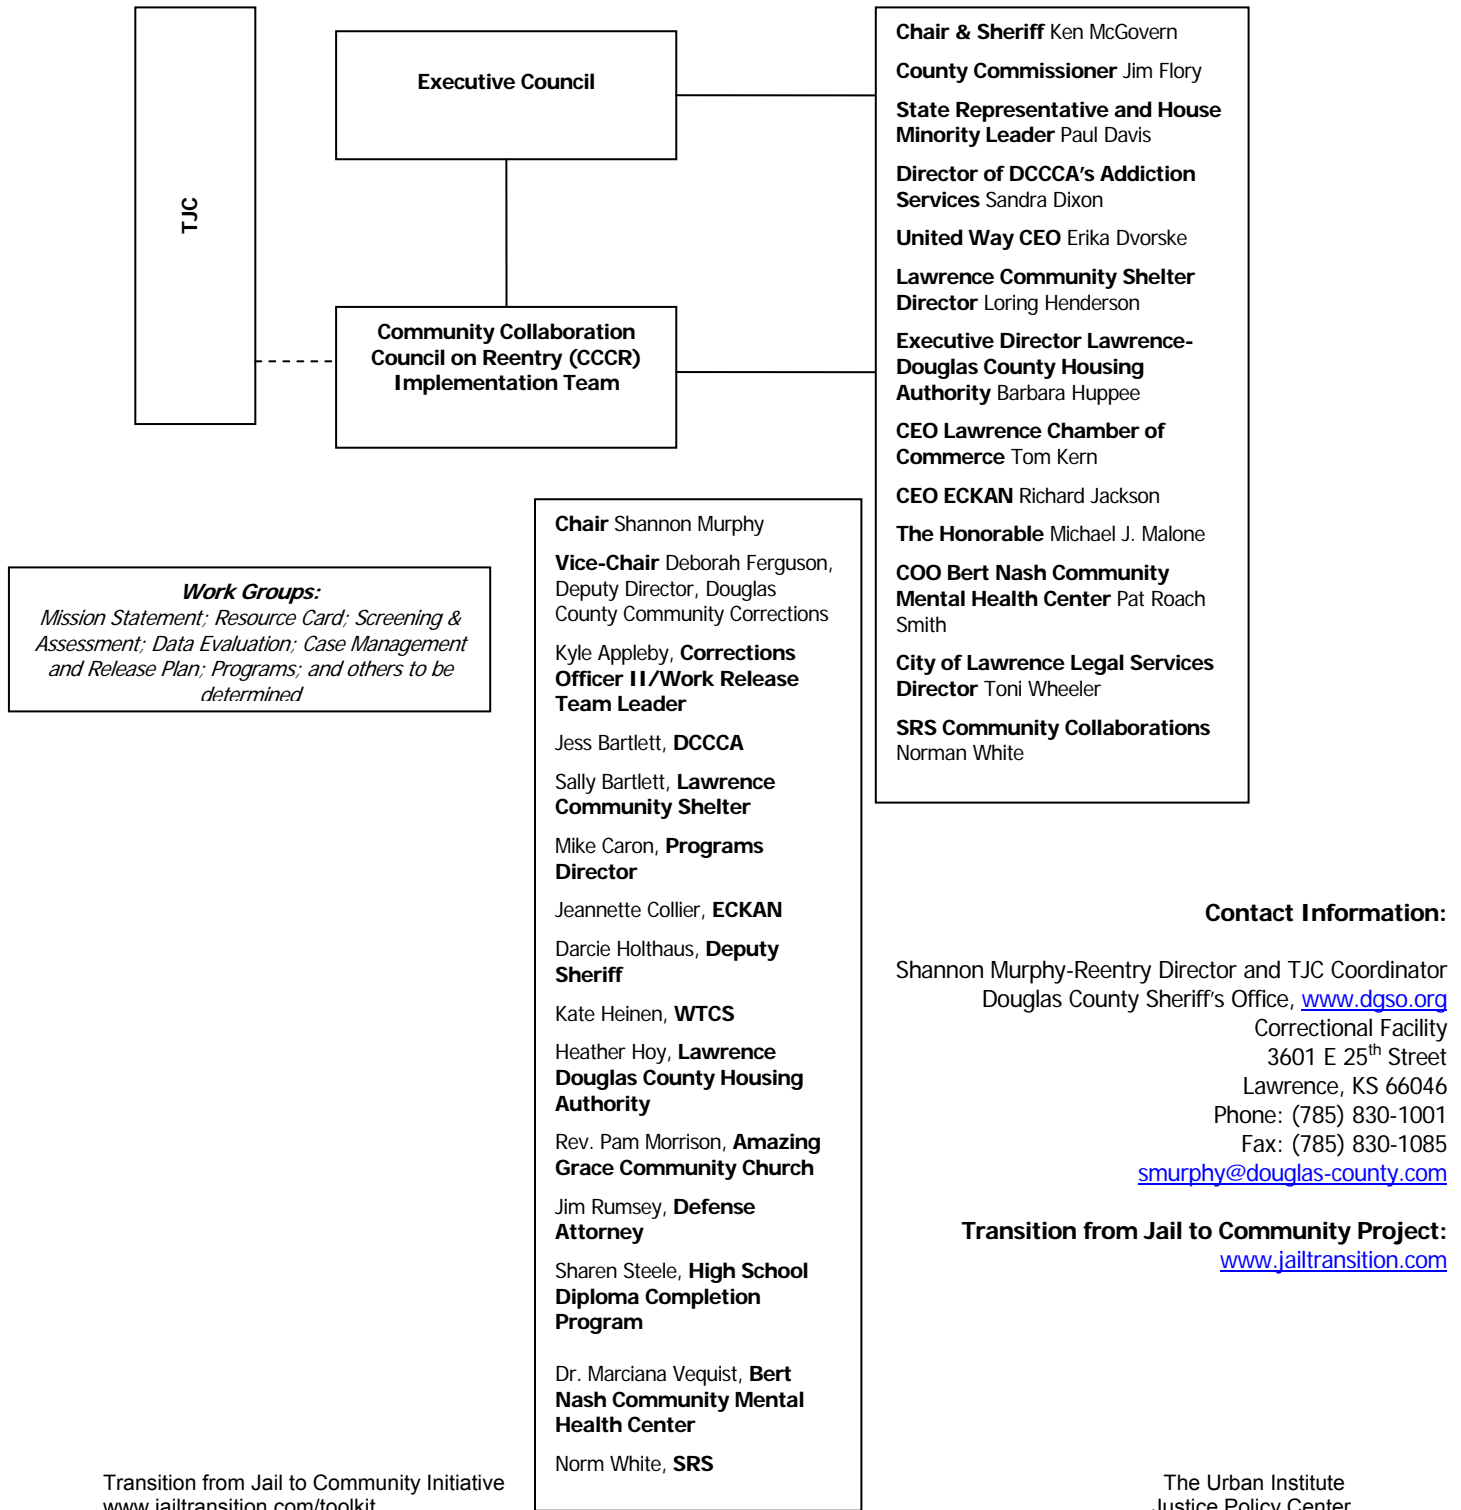 TJC
Executive Council
Community Collaboration
Council on Reentry (CCCR)
Implementation Team
Chair & Sheriff Ken McGovern
County Commissioner Jim Flory
State Representative and House
Minority Leader Paul Davis
Director of DCCCA's Addiction
Services Sandra Dixon
United Way CEO Erika Dvorske
Lawrence Community Shelter
Director Loring Henderson
Executive Director Lawrence-
Douglas County Housing
Authority Barbara Huppee
CEO Lawrence Chamber of
Commerce Tom Kern
CEO ECKAN Richard Jackson
The Honorable Michael J. Malone
COO Bert Nash Community
Mental Health Center Pat Roach
Smith
City of Lawrence Legal Services
Director Toni Wheeler
SRS Community Collaborations
Norman White
Work Groups:
Mission Statement; Resource Card; Screening &
Assessment; Data Evaluation; Case Management
and Release Plan; Programs; and others to be
determined
Chair Shannon Murphy
Vice-Chair Deborah Ferguson,
Deputy Director, Douglas
County Community Corrections
Kyle Appleby, Corrections
Officer II/Work Release
Team Leader
Jess Bartlett, DCCCA
Sally Bartlett, Lawrence
Community Shelter
Mike Caron, Programs
Director
Jeannette Collier, ECKAN
Darcie Holthaus, Deputy
Sheriff
Kate Heinen, WTCS
Heather Hoy, Lawrence
Douglas County Housing
Authority
Rev. Pam Morrison, Amazing
Grace Community Church
Jim Rumsey, Defense
Attorney
Sharen Steele, High School
Diploma Completion
Program
Dr. Marciana Vequist, Bert
Nash Community Mental
Health Center
Norm White, SRS
Contact Information:
Shannon Murphy-Reentry Director and TJC Coordinator
Douglas County Sheriff's Office, www.dgso.org
Correctional Facility
3601 E 25th Street
Lawrence, KS 66046
Phone: (785) 830-1001
Fax: (785) 830-1085
smurphy@douglas-county.com
Transition from Jail to Community Project:
www.jailtransition.com
Transition from Jail to Community Initiative
www.jailtransition.com/toolkit
The Urban Institute
Justice Policy Center